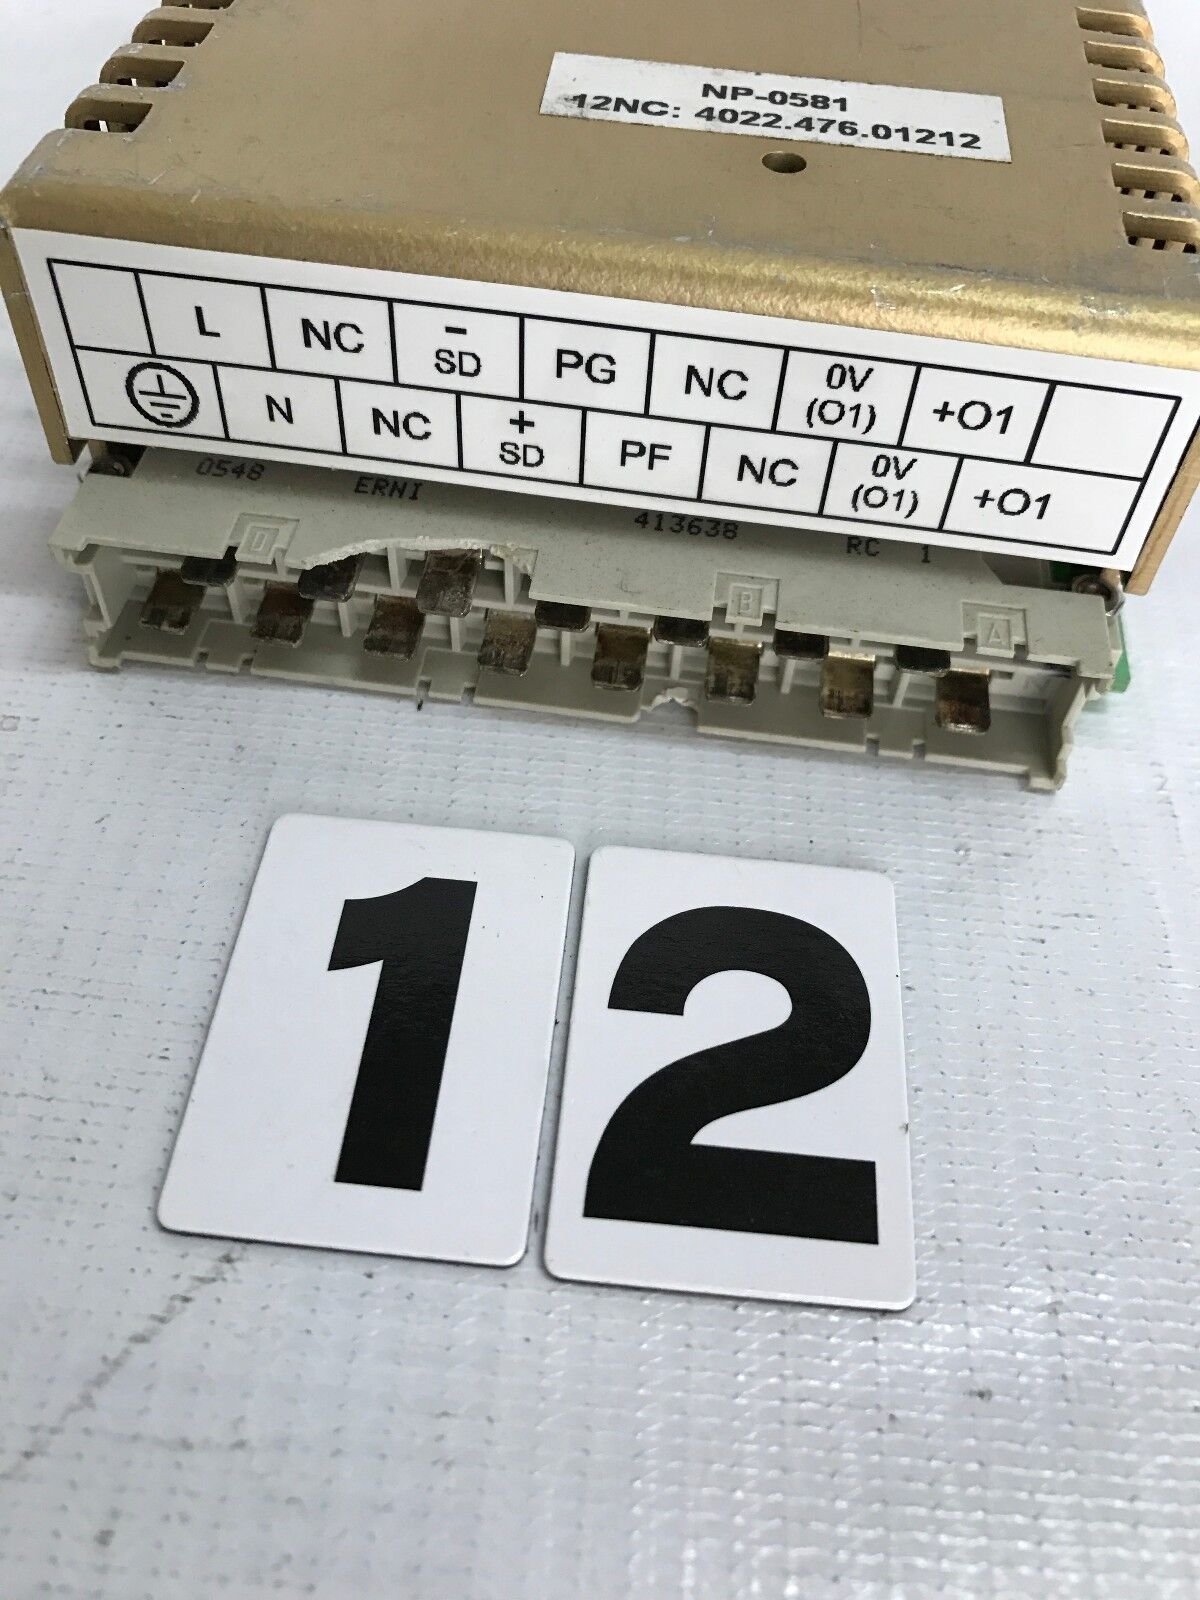 NP-0581
12NC: 4022.476.01212
L NC - SD PG NC 0V (O1) +O1
N NC + SD PF NC 0V (O1) +O1
0548 ERNI 413638 RC 1
D B A
12